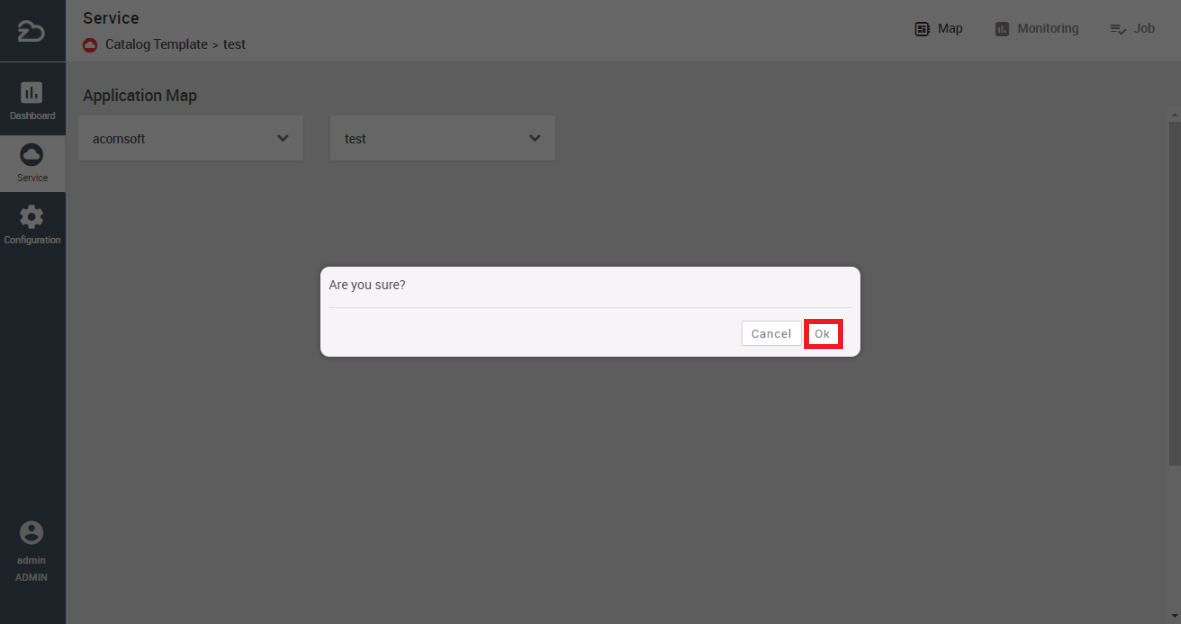 Service
Catalog Template > test
Map
Monitoring
Job
Dashboard
Service
Configuration
admin
ADMIN
Application Map
acornsoft
test
Are you sure?
Cancel
Ok